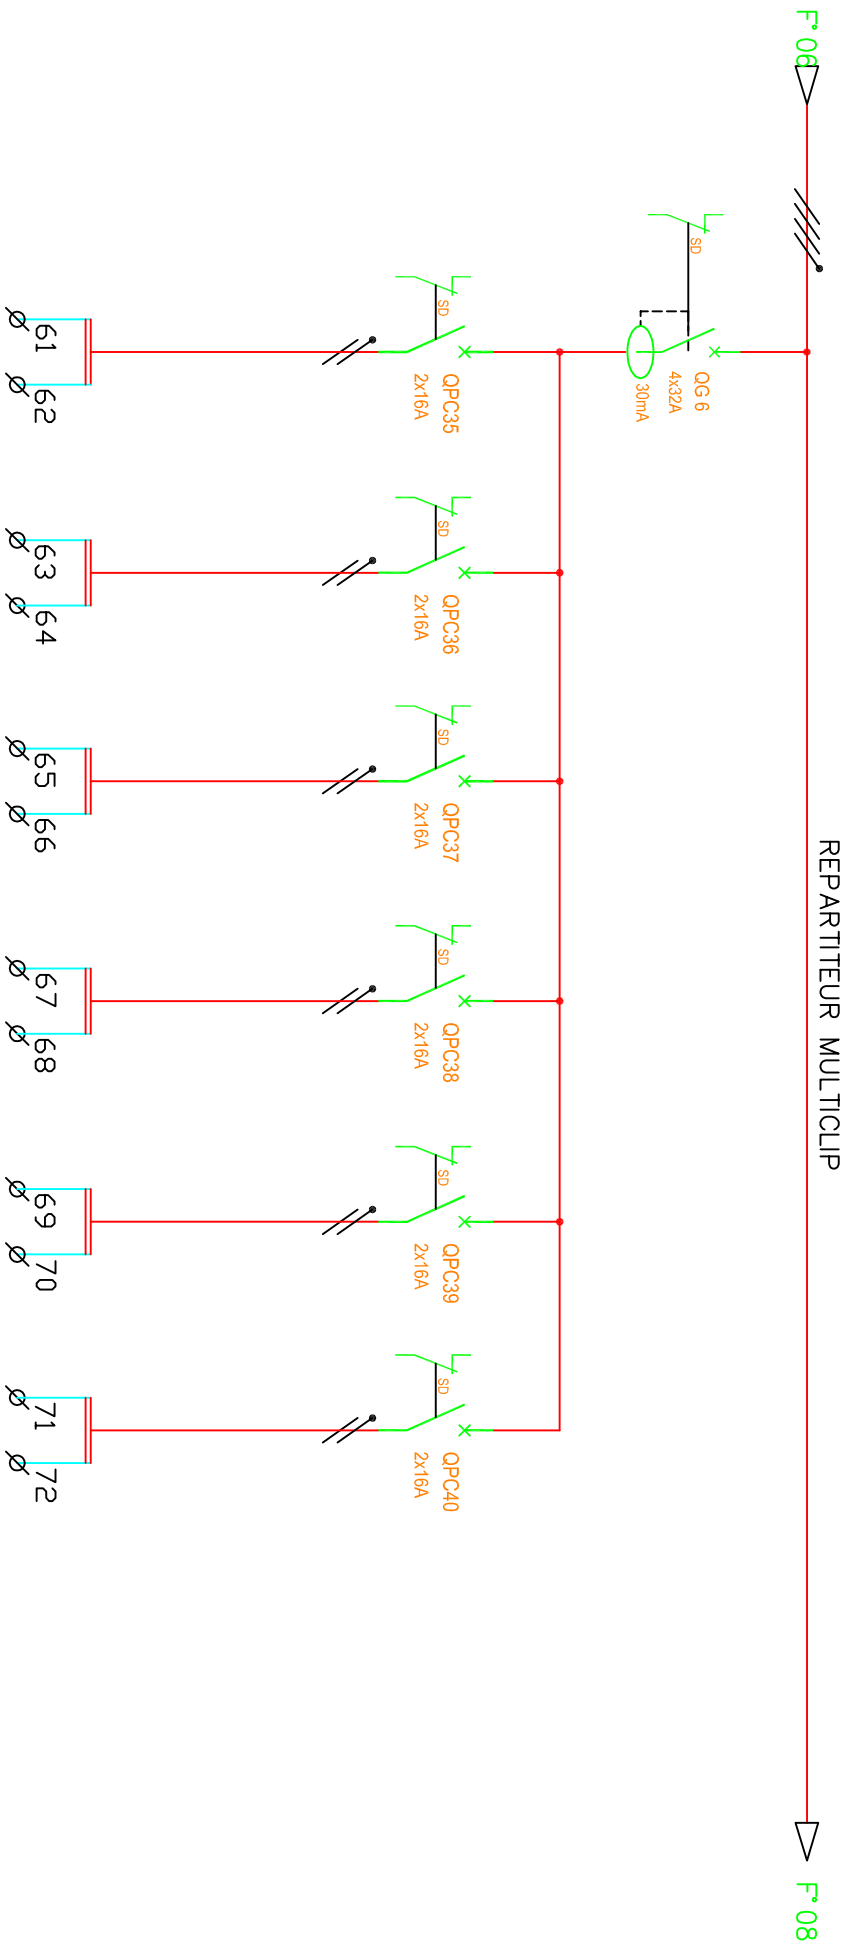 F°06
REPARTITEUR MULTICLIP
F°08
SD
QG 6
4x32A
30mA
SD
QPC35
2x16A
SD
QPC36
2x16A
SD
QPC37
2x16A
SD
QPC38
2x16A
SD
QPC39
2x16A
SD
QPC40
2x16A
61
62
63
64
65
66
67
68
69
70
71
72